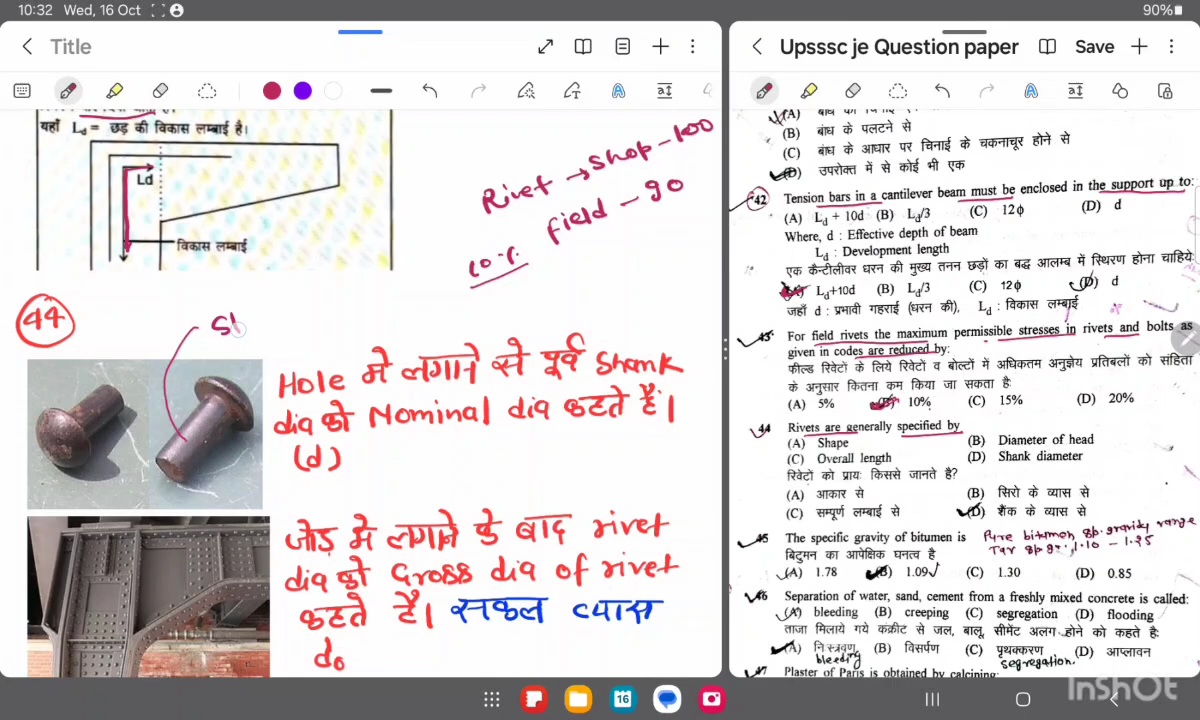 10:32 Wed, 16 Oct
90%
Title
यहाँ Ld = छड़ की विकास लम्बाई है।
Ld
विकास लम्बाई
Rivet → Shop - 100
field - 90
10%
44
Sh
Hole में लगाने से पूर्व Shank
dia को Nominal dia कहते हैं।
(d)
जोड़ में लगाने के बाद rivet
dia को Gross dia of rivet
कहते हैं। सकल व्यास
do
Upsssc je Question paper
Save
(B) बांध के पलटने से
(C) बांध के आधार पर चिनाई के चकनाचूर होने से
(D) उपरोक्त में से कोई भी एक
42 Tension bars in a cantilever beam must be enclosed in the support up to:
(A) Ld + 10d (B) Ld/3 (C) 12ϕ (D) d
Where, d : Effective depth of beam
Ld : Development length
एक कैन्टीलीवर धरन की मुख्य तनन छड़ों का बद्ध आलम्ब में स्थिरण होना चाहिये
Ld+10d (B) Ld/3 (C) 12ϕ (D) d
जहाँ d : प्रभावी गहराई (धरन की), Ld : विकास लम्बाई
43 For field rivets the maximum permissible stresses in rivets and bolts as
given in codes are reduced by:
फील्ड रिवेटों के लिये रिवेटों व बोल्टों में अधिकतम अनुज्ञेय प्रतिबलों को संहिता
के अनुसार कितना कम किया जा सकता है:
(A) 5% (B) 10% (C) 15% (D) 20%
44 Rivets are generally specified by
(A) Shape (B) Diameter of head
(C) Overall length (D) Shank diameter
रिवेटों को प्रायः किससे जानते है?
(A) आकार से (B) सिरो के व्यास से
(C) सम्पूर्ण लम्बाई से (D) शैंक के व्यास से
45 The specific gravity of bitumen is
Pure bitumen sp. gravity range
Tar sp gr. 1.10 - 1.25
बिटुमन का आपेक्षिक घनत्व है
(A) 1.78 (B) 1.09 (C) 1.30 (D) 0.85
46 Separation of water, sand, cement from a freshly mixed concrete is called:
(A) bleeding (B) creeping (C) segregation (D) flooding
ताजा मिलाये गये कंक्रीट से जल, बालू, सीमेंट अलग होने को कहते है:
(A) निःस्त्रवण (B) विसर्पण (C) पृथक्करण (D) आप्लावन
bleeding segregation.
47 Plaster of Paris is obtained by calcining:
16
InShOt